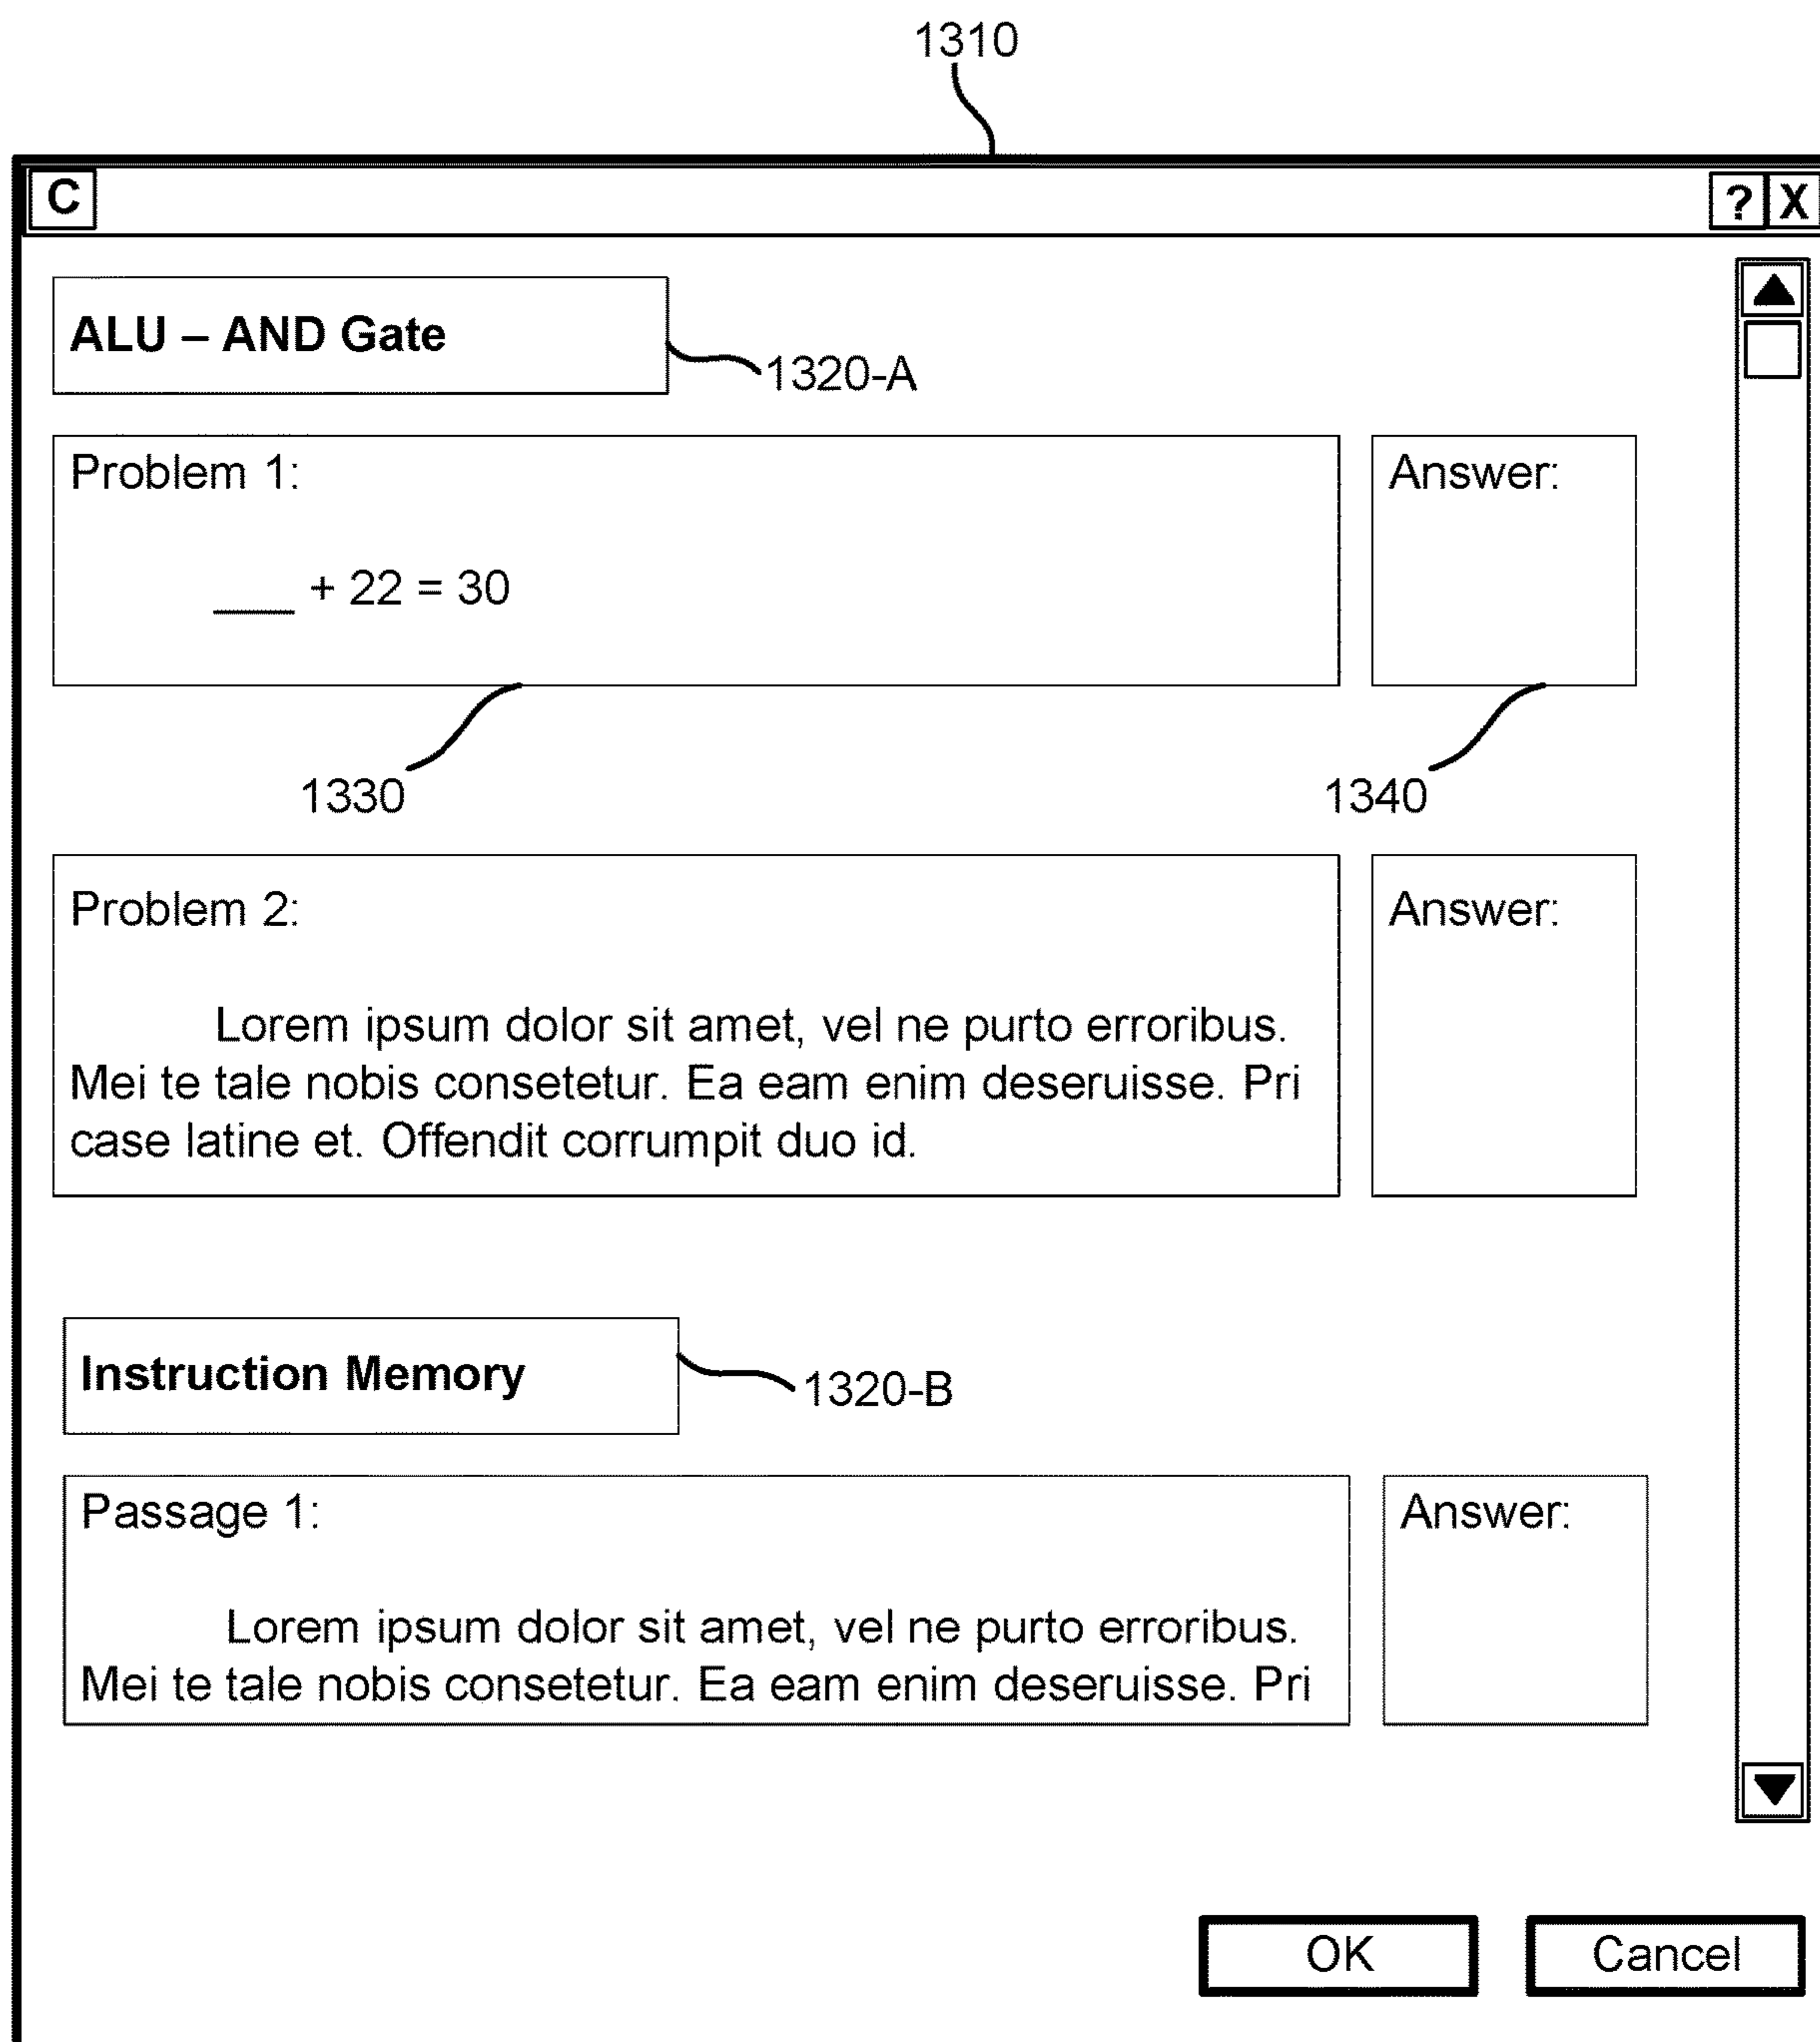 1310
C ? X
ALU – AND Gate
1320-A
Problem 1:
Answer:
___ + 22 = 30
1330
1340
Problem 2:
Answer:
Lorem ipsum dolor sit amet, vel ne purto erroribus.
Mei te tale nobis consetetur. Ea eam enim deseruisse. Pri
case latine et. Offendit corrumpit duo id.
Instruction Memory
1320-B
Passage 1:
Answer:
Lorem ipsum dolor sit amet, vel ne purto erroribus.
Mei te tale nobis consetetur. Ea eam enim deseruisse. Pri
OK
Cancel